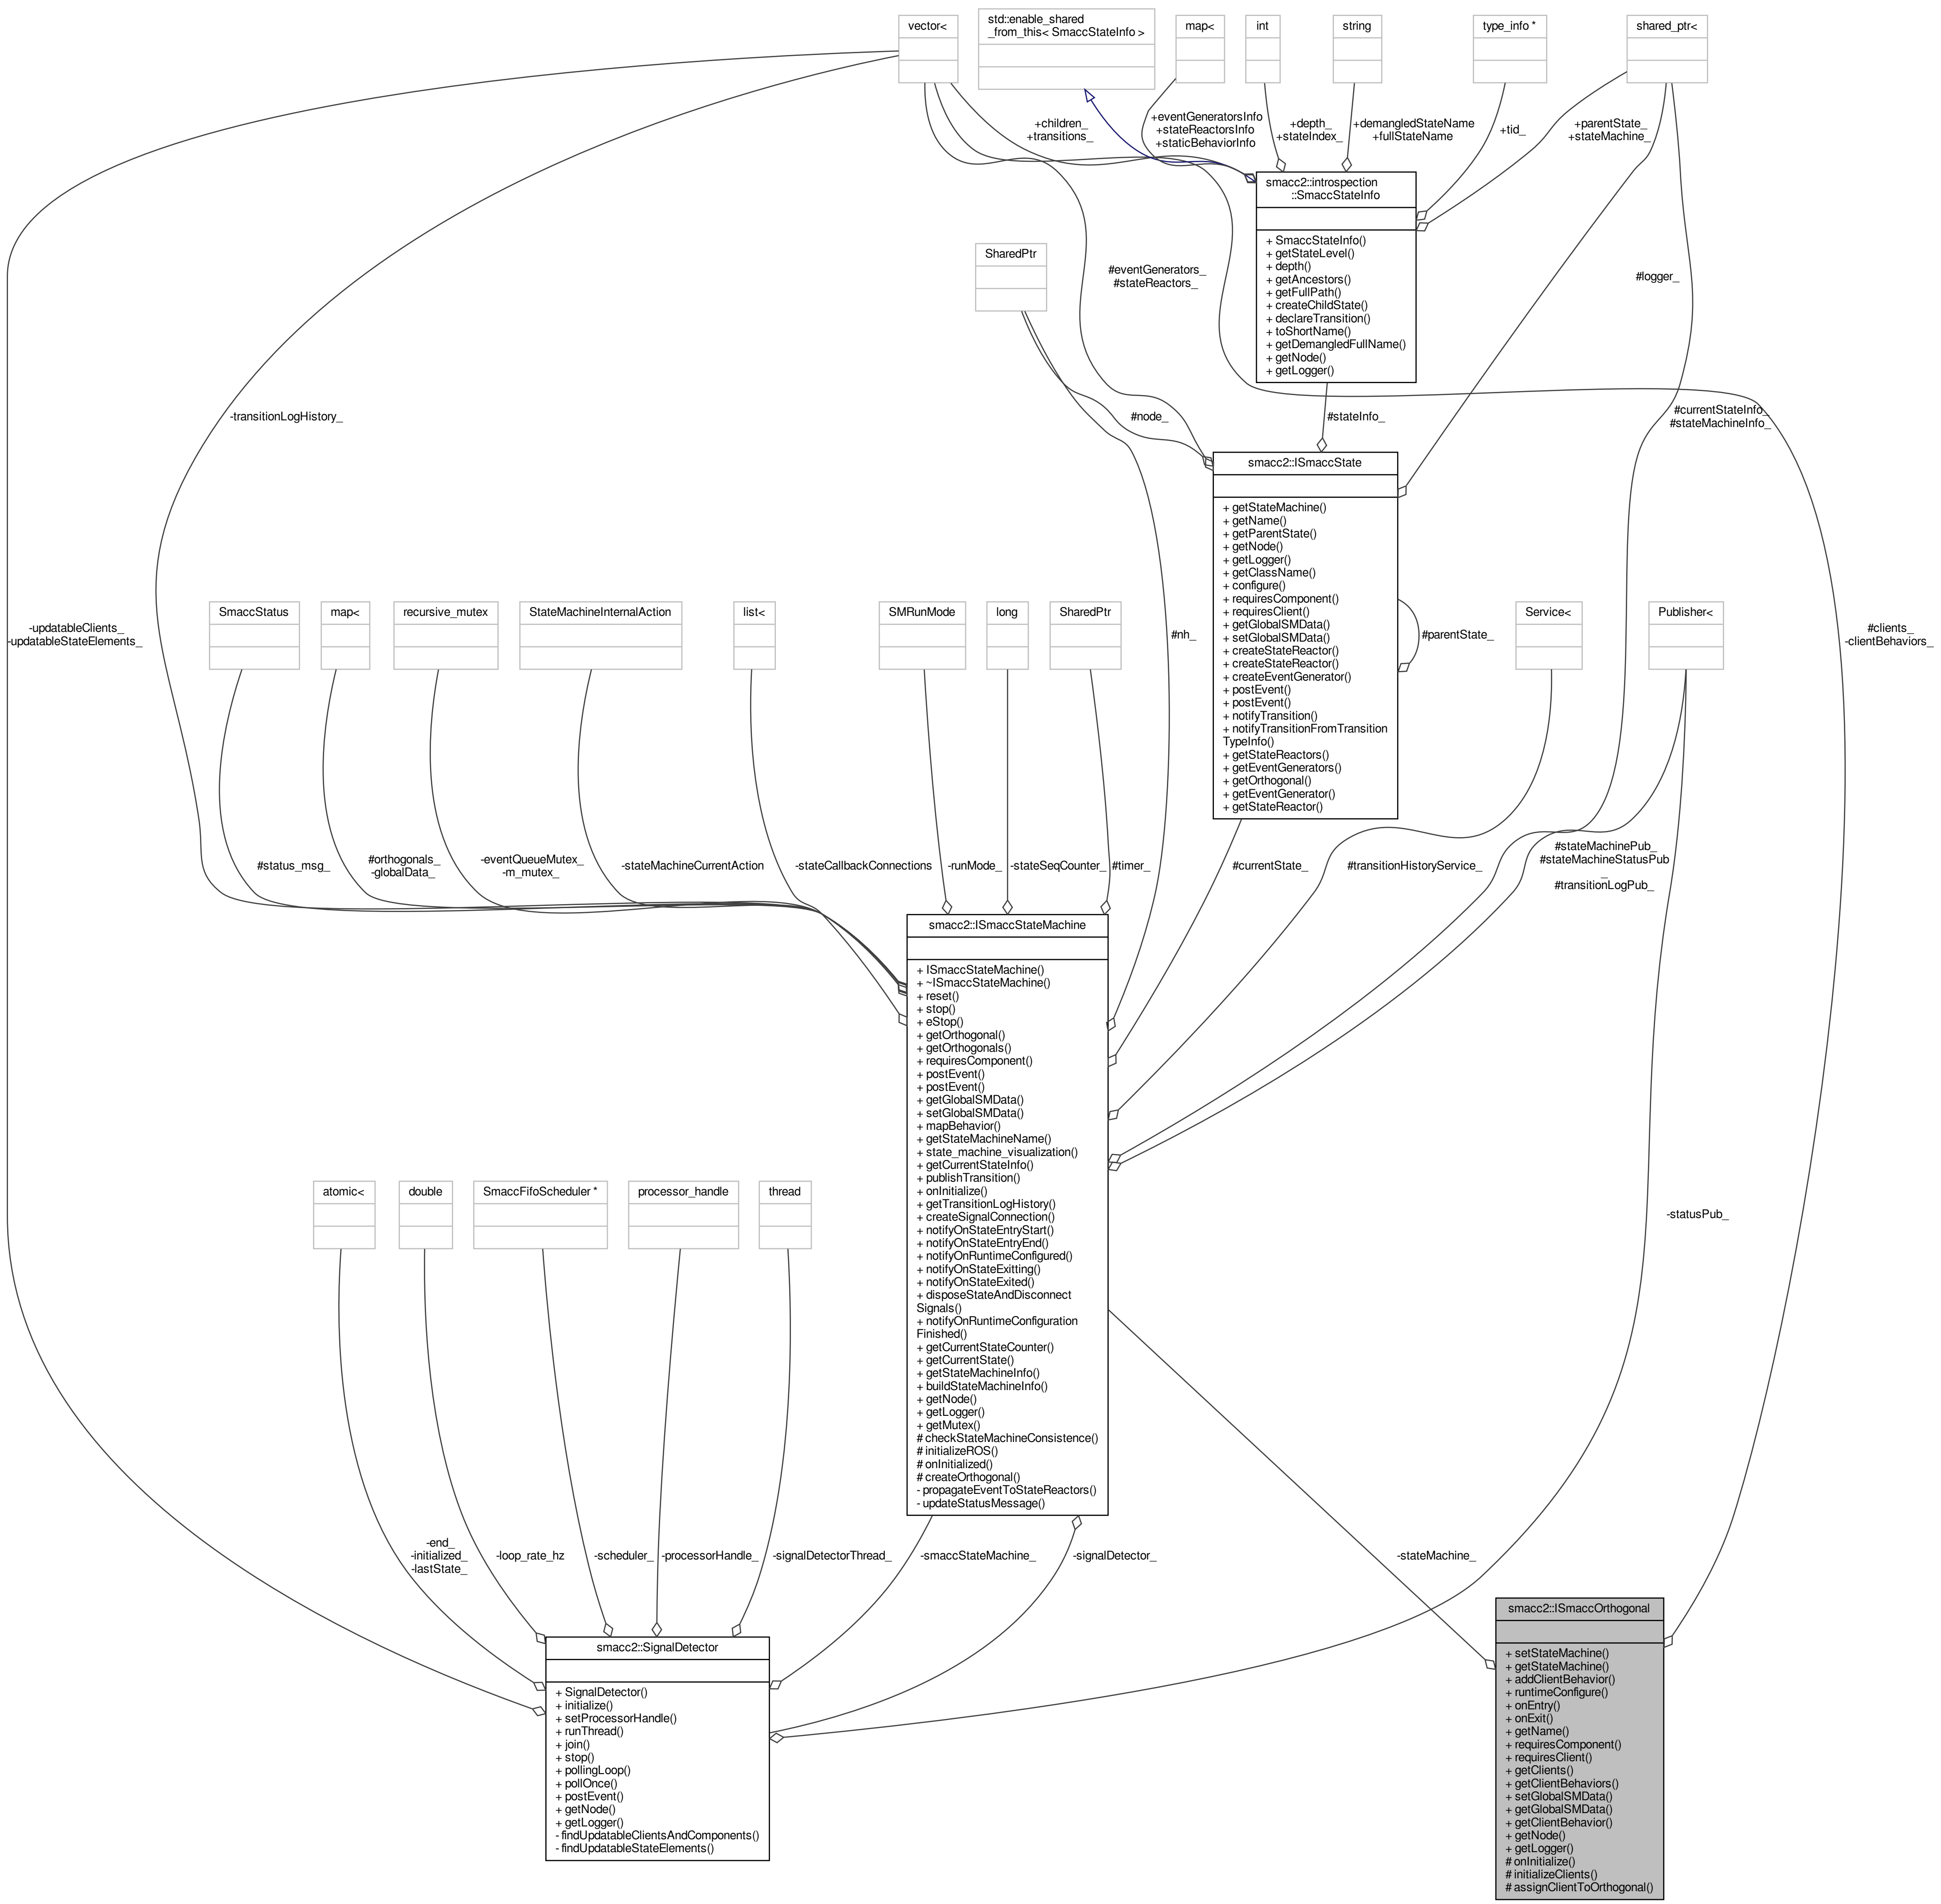 vector<
std::enable_shared
_from_this< SmaccStateInfo >
map<
int
string
type_info *
shared_ptr<
+children_
+transitions_
+eventGeneratorsInfo
+stateReactorsInfo
+staticBehaviorInfo
+depth_
+stateIndex_
+demangledStateName
+fullStateName
+tid_
+parentState_
+stateMachine_
smacc2::introspection
::SmaccStateInfo
+ SmaccStateInfo()
+ getStateLevel()
+ depth()
+ getAncestors()
+ getFullPath()
+ createChildState()
+ declareTransition()
+ toShortName()
+ getDemangledFullName()
+ getNode()
+ getLogger()
SharedPtr
#eventGenerators_
#stateReactors_
#logger_
-transitionLogHistory_
#node_
#stateInfo_
#currentStateInfo_
#stateMachineInfo_
smacc2::ISmaccState
+ getStateMachine()
+ getName()
+ getParentState()
+ getNode()
+ getLogger()
+ getClassName()
+ configure()
+ requiresComponent()
+ requiresClient()
+ getGlobalSMData()
+ setGlobalSMData()
+ createStateReactor()
+ createStateReactor()
+ createEventGenerator()
+ postEvent()
+ postEvent()
+ notifyTransition()
+ notifyTransitionFromTransition
TypeInfo()
+ getStateReactors()
+ getEventGenerators()
+ getOrthogonal()
+ getEventGenerator()
+ getStateReactor()
-updatableClients_
-updatableStateElements_
SmaccStatus
map<
recursive_mutex
StateMachineInternalAction
list<
SMRunMode
long
SharedPtr
#nh_
#parentState_
Service<
Publisher<
#clients_
-clientBehaviors_
#status_msg_
#orthogonals_
-globalData_
-eventQueueMutex_
-m_mutex_
-stateMachineCurrentAction
-stateCallbackConnections
-runMode_
-stateSeqCounter_
#timer_
#currentState_
#transitionHistoryService_
#stateMachinePub_
#stateMachineStatusPub
_
#transitionLogPub_
smacc2::ISmaccStateMachine
+ ISmaccStateMachine()
+ ~ISmaccStateMachine()
+ reset()
+ stop()
+ eStop()
+ getOrthogonal()
+ getOrthogonals()
+ requiresComponent()
+ postEvent()
+ postEvent()
+ getGlobalSMData()
+ setGlobalSMData()
+ mapBehavior()
+ getStateMachineName()
+ state_machine_visualization()
+ getCurrentStateInfo()
+ publishTransition()
+ onInitialize()
+ getTransitionLogHistory()
+ createSignalConnection()
+ notifyOnStateEntryStart()
+ notifyOnStateEntryEnd()
+ notifyOnRuntimeConfigured()
+ notifyOnStateExitting()
+ notifyOnStateExited()
+ disposeStateAndDisconnect
Signals()
+ notifyOnRuntimeConfiguration
Finished()
+ getCurrentStateCounter()
+ getCurrentState()
+ getStateMachineInfo()
+ buildStateMachineInfo()
+ getNode()
+ getLogger()
+ getMutex()
# checkStateMachineConsistence()
# initializeROS()
# onInitialized()
# createOrthogonal()
- propagateEventToStateReactors()
- updateStatusMessage()
atomic<
double
SmaccFifoScheduler *
processor_handle
thread
-statusPub_
-end_
-initialized_
-lastState_
-loop_rate_hz
-scheduler_
-processorHandle_
-signalDetectorThread_
-smaccStateMachine_
-signalDetector_
-stateMachine_
smacc2::SignalDetector
+ SignalDetector()
+ initialize()
+ setProcessorHandle()
+ runThread()
+ join()
+ stop()
+ pollingLoop()
+ pollOnce()
+ postEvent()
+ getNode()
+ getLogger()
- findUpdatableClientsAndComponents()
- findUpdatableStateElements()
smacc2::ISmaccOrthogonal
+ setStateMachine()
+ getStateMachine()
+ addClientBehavior()
+ runtimeConfigure()
+ onEntry()
+ onExit()
+ getName()
+ requiresComponent()
+ requiresClient()
+ getClients()
+ getClientBehaviors()
+ setGlobalSMData()
+ getGlobalSMData()
+ getClientBehavior()
+ getNode()
+ getLogger()
# onInitialize()
# initializeClients()
# assignClientToOrthogonal()